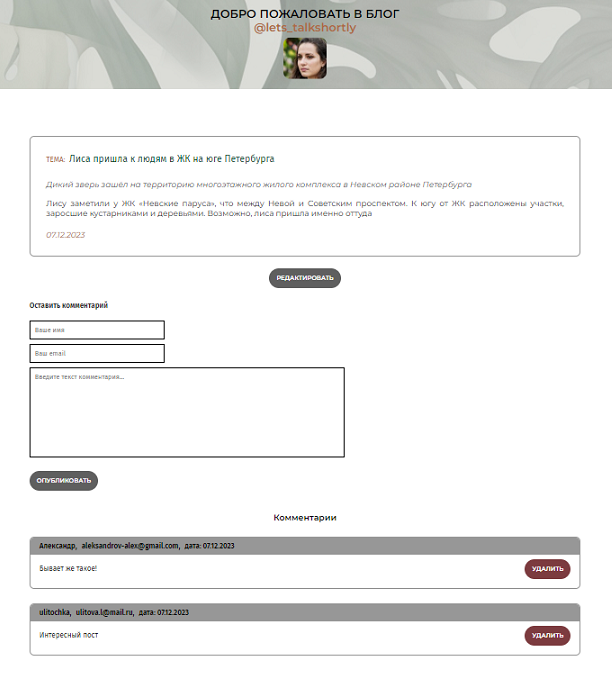 ДОБРО ПОЖАЛОВАТЬ В БЛОГ
@lets_talkshortly
ТЕМА: Лиса пришла к людям в ЖК на юге Петербурга
Дикий зверь зашёл на территорию многоэтажного жилого комплекса в Невском районе Петербурга
Лису заметили у ЖК «Невские паруса», что между Невой и Советским проспектом. К югу от ЖК расположены участки,
заросшие кустарниками и деревьями. Возможно, лиса пришла именно оттуда
07.12.2023
РЕДАКТИРОВАТЬ
Оставить комментарий
Ваше имя
Ваш email
Введите текст комментария...
ОПУБЛИКОВАТЬ
Комментарии
Александр, aleksandrov-alex@gmail.com, дата: 07.12.2023
Бывает же такое!
УДАЛИТЬ
ulitochka, ulitova.l@mail.ru, дата: 07.12.2023
Интересный пост
УДАЛИТЬ